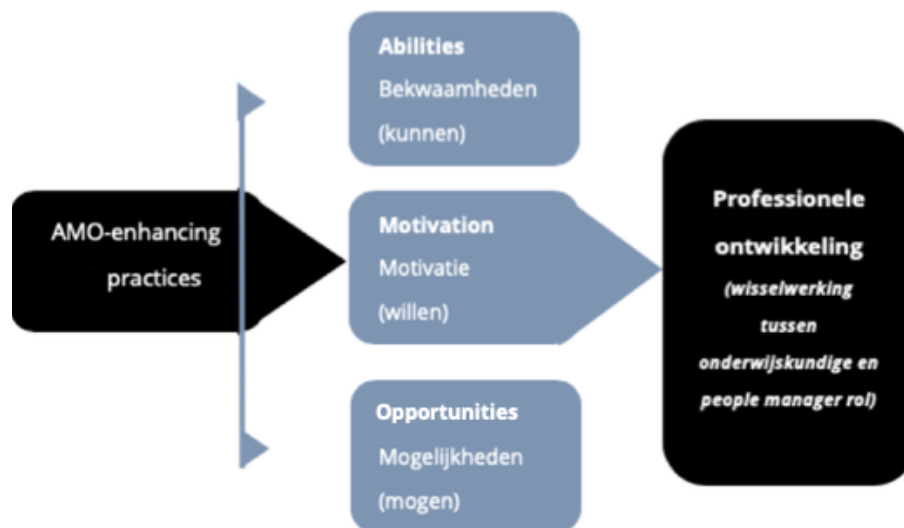 AMO-enhancing
practices
Abilities
Bekwaamheden
(kunnen)
Motivation
Motivatie
(willen)
Opportunities
Mogelijkheden
(mogen)
Professionele
ontwikkeling
(wisselwerking
tussen
onderwijskundige en
people manager rol)